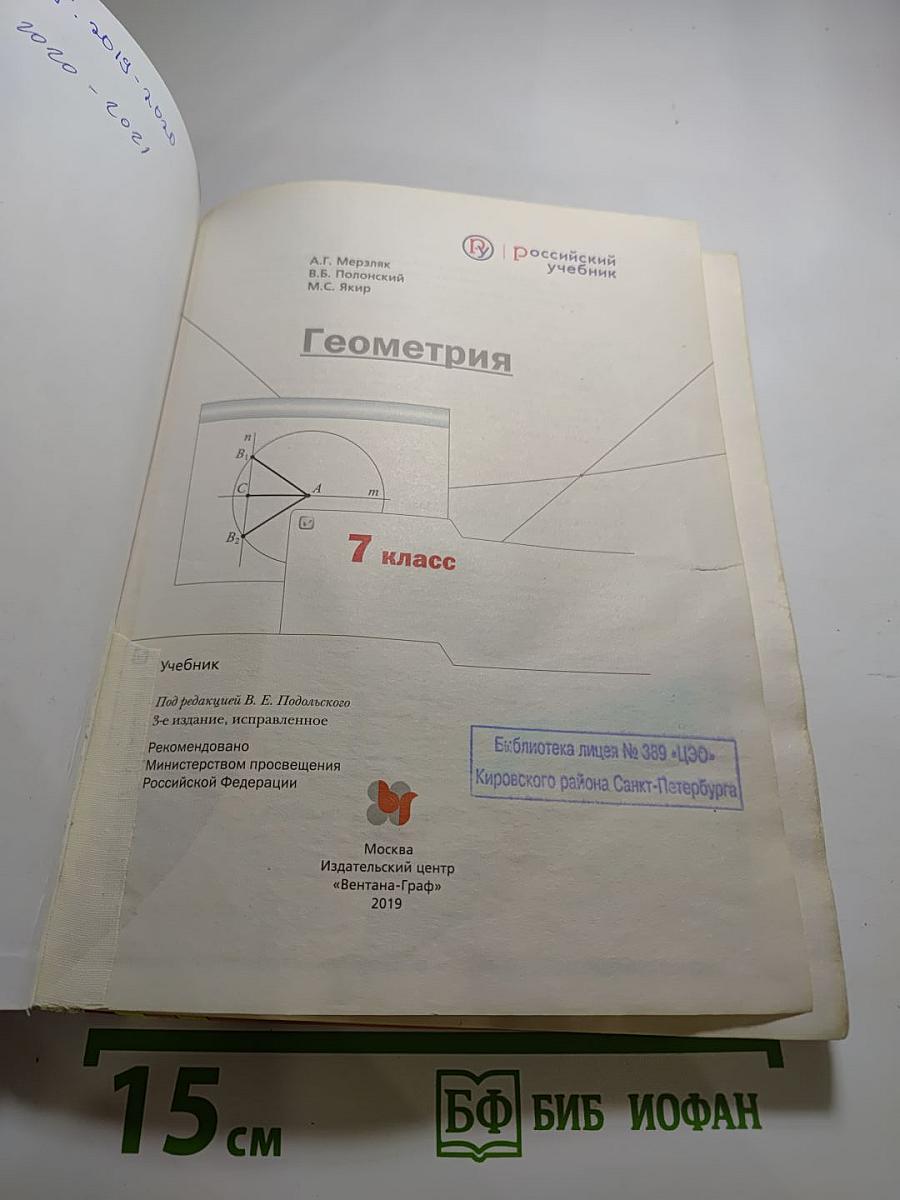 2019-2020
2020-2021
А.Г. Мерзляк
В.Б. Полонский
М.С. Якир
РУ
российский
учебник
Геометрия
n
B₁
C
A
m
B₂
7 класс
Учебник
Под редакцией В. Е. Подольского
3-е издание, исправленное
Рекомендовано
Министерством просвещения
Российской Федерации
Библиотека лицея № 389 «ЦЭО»
Кировского района Санкт-Петербурга
Москва
Издательский центр
«Вентана-Граф»
2019
15 см
БФ БИБ ИОФАН